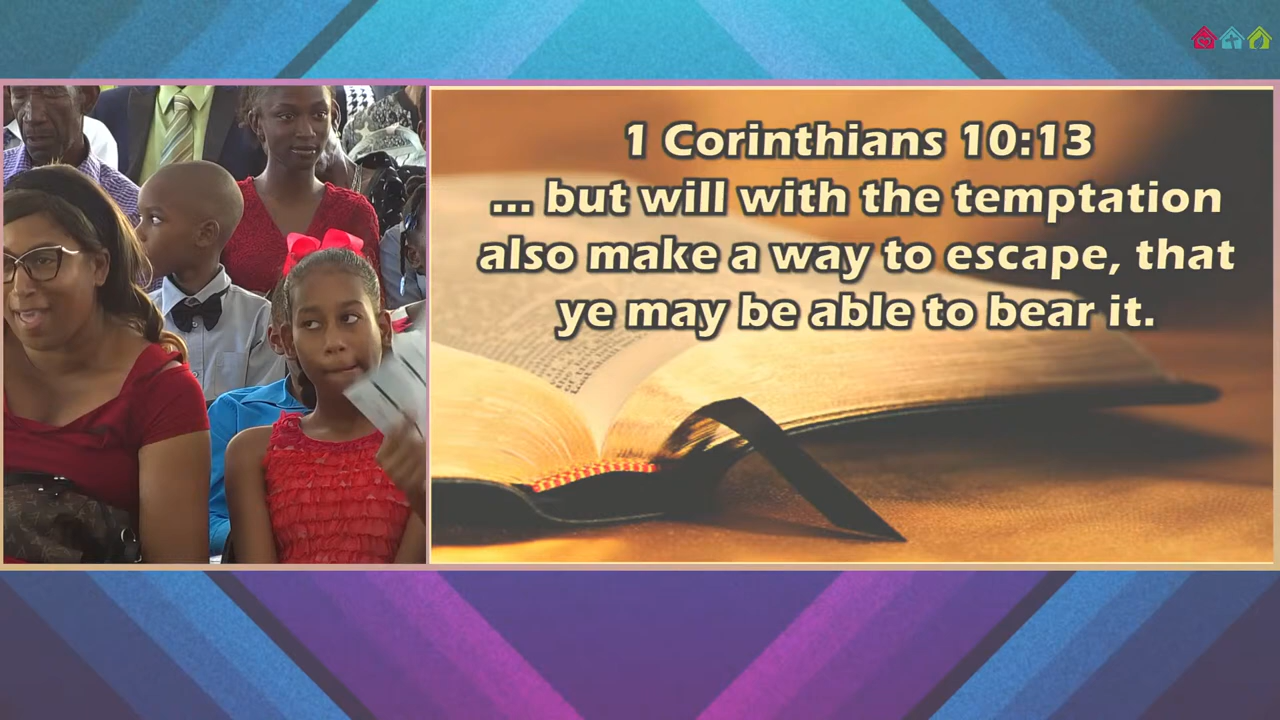 1 Corinthians 10:13
... but will with the temptation
also make a way to escape, that
ye may be able to bear it.